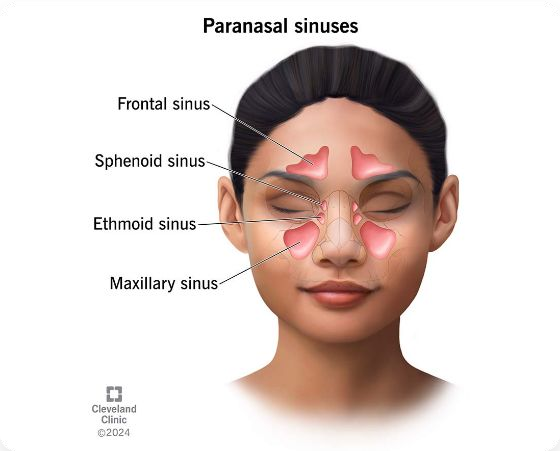 Paranasal sinuses
Frontal sinus
Sphenoid sinus
Ethmoid sinus
Maxillary sinus
Cleveland
Clinic
©2024